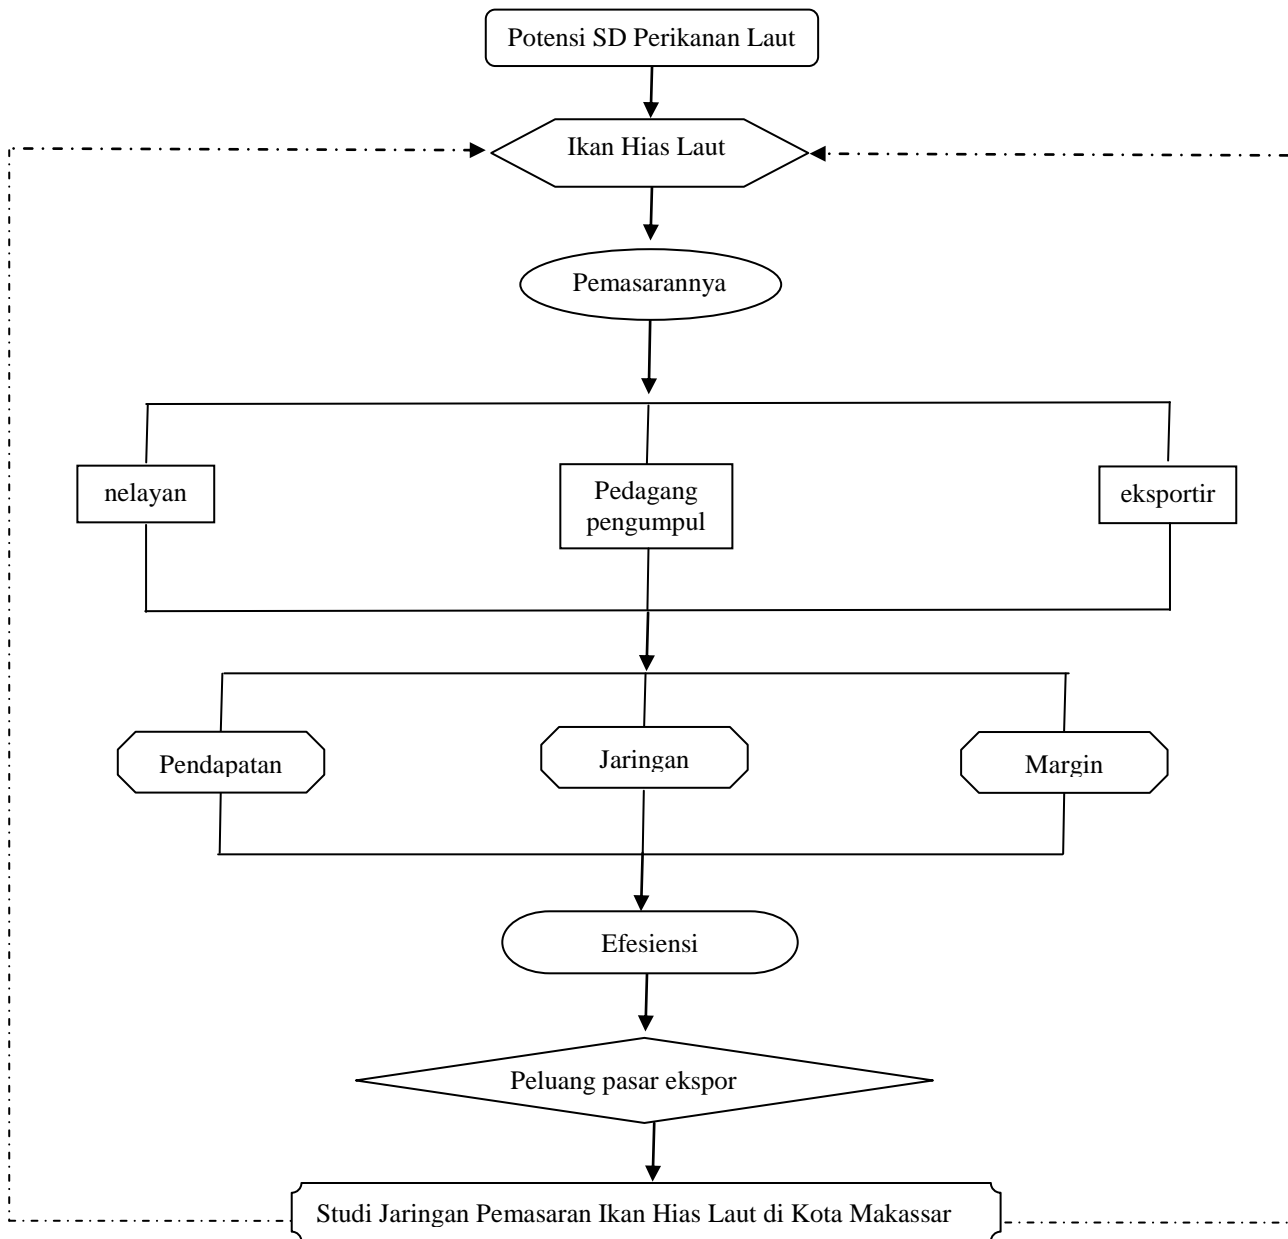 Potensi SD Perikanan Laut
Ikan Hias Laut
Pemasarannya
nelayan
Pedagang
pengumpul
eksportir
Pendapatan
Jaringan
Margin
Efesiensi
Peluang pasar ekspor
Studi Jaringan Pemasaran Ikan Hias Laut di Kota Makassar